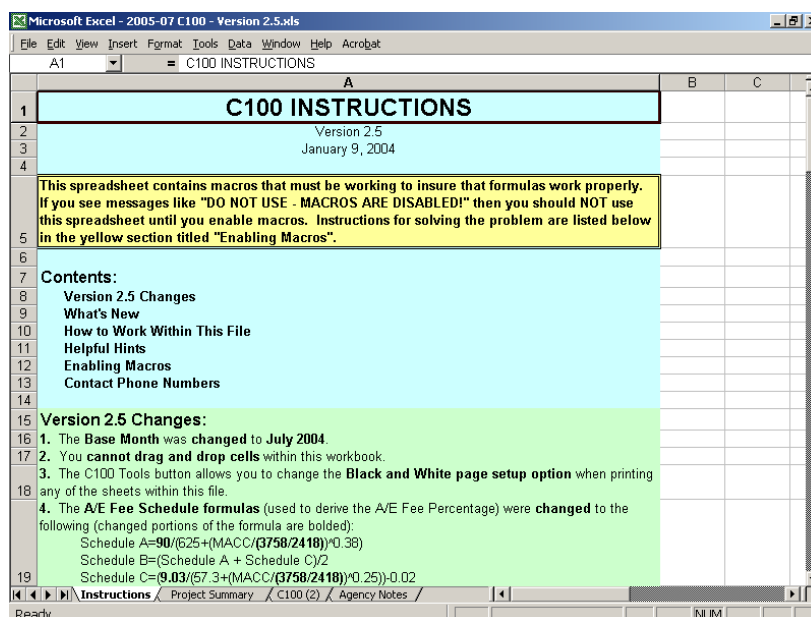 Microsoft Excel - 2005-07 C100 - Version 2.5.xls
File Edit View Insert Format Tools Data Window Help Acrobat
A1 = C100 INSTRUCTIONS
A B C
1 C100 INSTRUCTIONS
2 Version 2.5
3 January 9, 2004
4
This spreadsheet contains macros that must be working to insure that formulas work properly.
If you see messages like "DO NOT USE - MACROS ARE DISABLED!" then you should NOT use
this spreadsheet until you enable macros. Instructions for solving the problem are listed below
5 in the yellow section titled "Enabling Macros".
6
7 Contents:
8 Version 2.5 Changes
9 What's New
10 How to Work Within This File
11 Helpful Hints
12 Enabling Macros
13 Contact Phone Numbers
14
15 Version 2.5 Changes:
16 1. The Base Month was changed to July 2004.
17 2. You cannot drag and drop cells within this workbook.
3. The C100 Tools button allows you to change the Black and White page setup option when printing
18 any of the sheets within this file.
4. The A/E Fee Schedule formulas (used to derive the A/E Fee Percentage) were changed to the
following (changed portions of the formula are bolded):
Schedule A=90/(625+(MACC/(3758/2418))^0.38)
Schedule B=(Schedule A + Schedule C)/2
19 Schedule C=(9.03/(57.3+(MACC/(3758/2418))^0.25))-0.02
Instructions Project Summary C100 (2) Agency Notes
Ready NUM